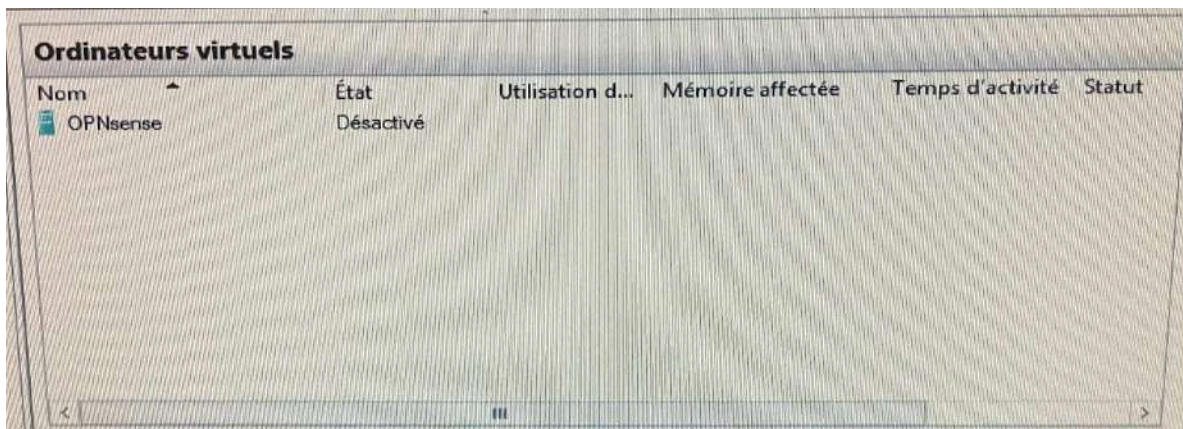 Ordinateurs virtuels
Nom État Utilisation d... Mémoire affectée Temps d'activité Statut
OPNsense Désactivé